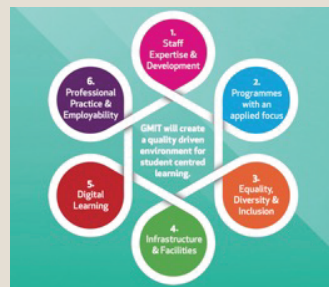 1.
Staff
Expertise &
Development
2.
Programmes
with an
applied focus
3.
Equality,
Diversity &
Inclusion
4.
Infrastructure
& Facilities
5.
Digital
Learning
6.
Professional
Practice &
Employability
GMIT will create
a quality driven
environment for
student centred
learning.